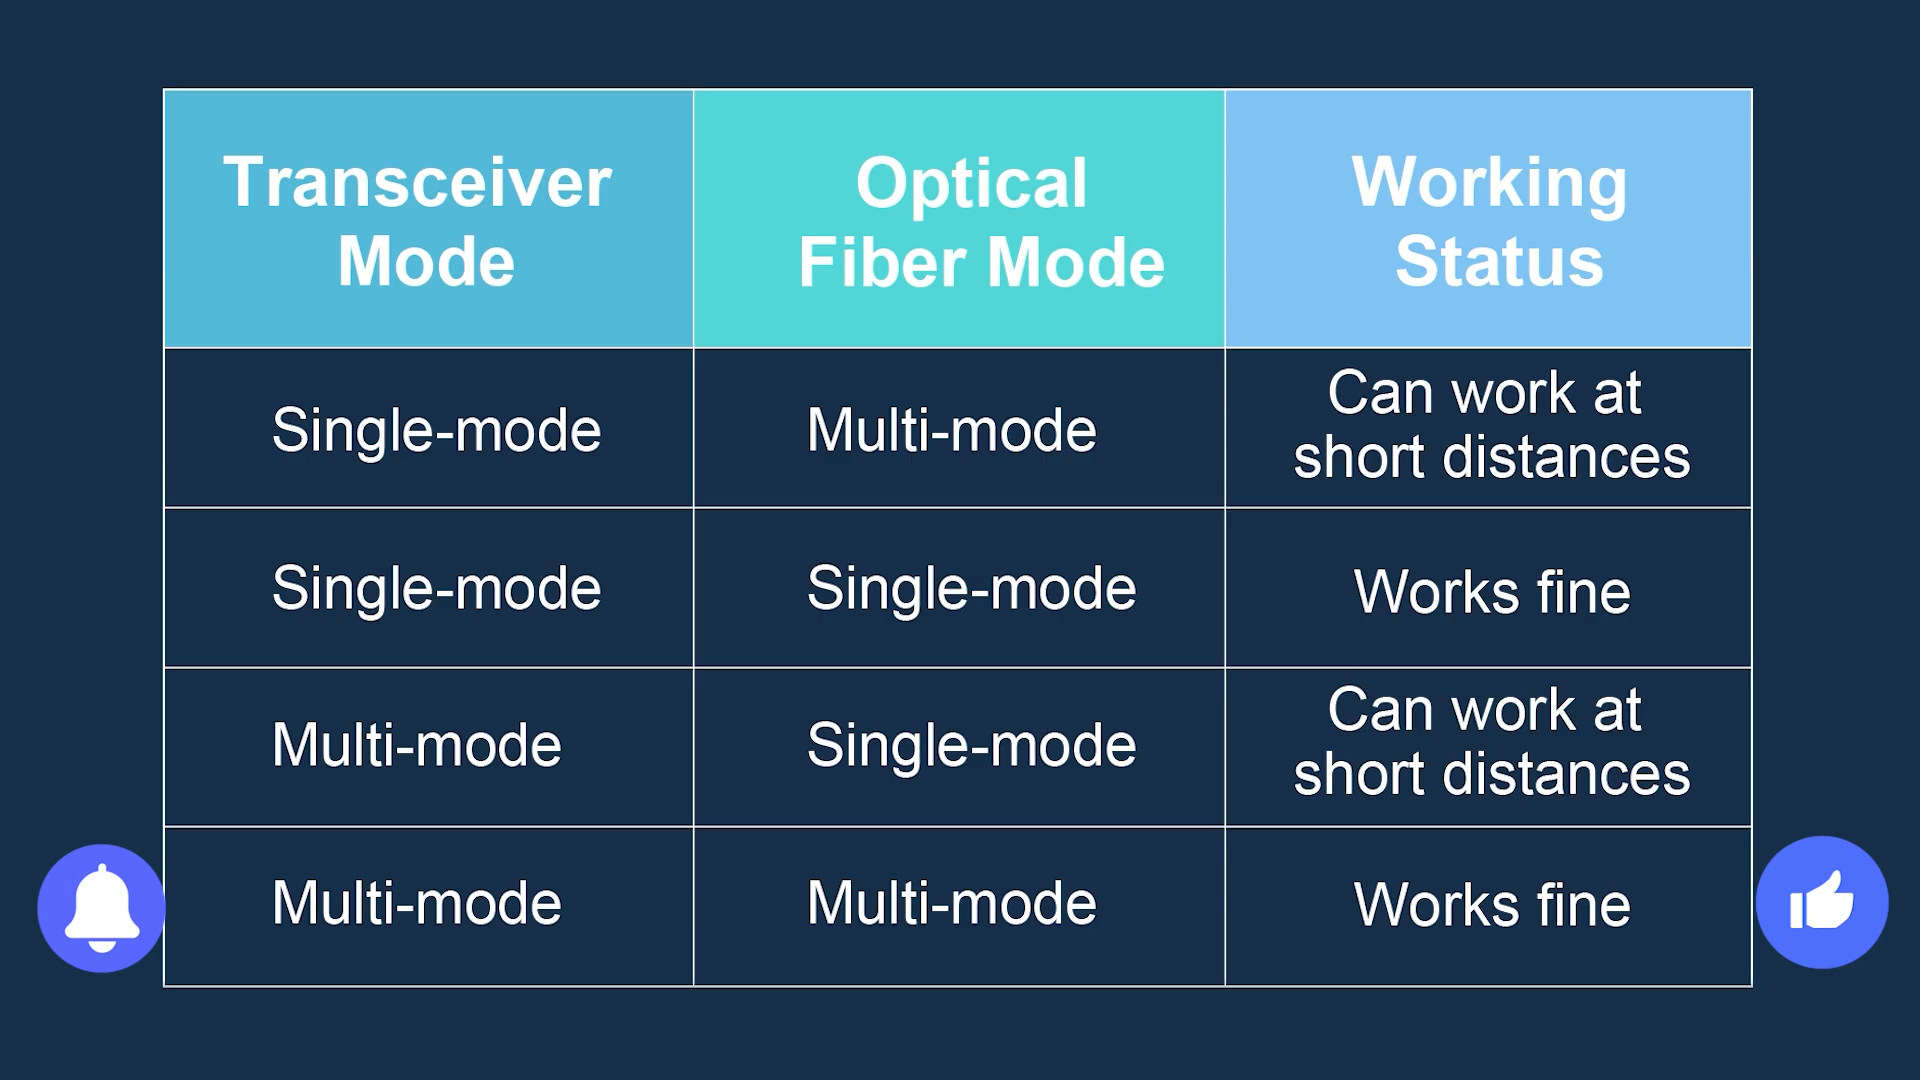 Transceiver
Mode
Optical
Fiber Mode
Working
Status
Single-mode
Multi-mode
Can work at
short distances
Single-mode
Single-mode
Works fine
Multi-mode
Single-mode
Can work at
short distances
Multi-mode
Multi-mode
Works fine